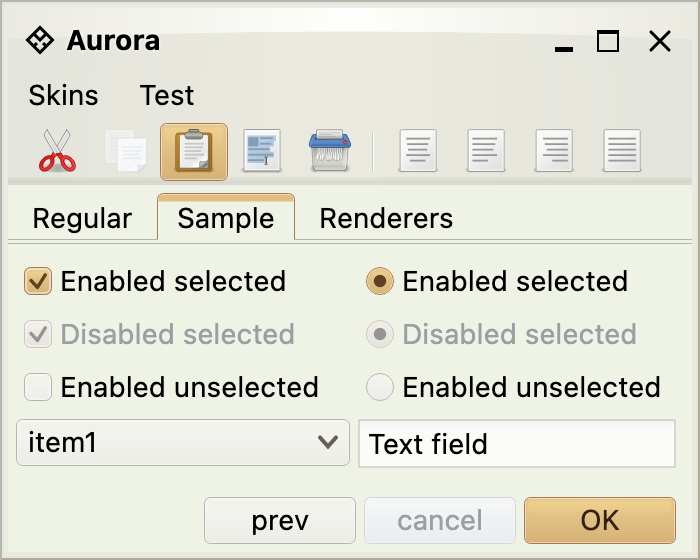 Aurora
Skins Test
Regular Sample Renderers
Enabled selected Enabled selected
Disabled selected Disabled selected
Enabled unselected Enabled unselected
item1 Text field
prev cancel OK